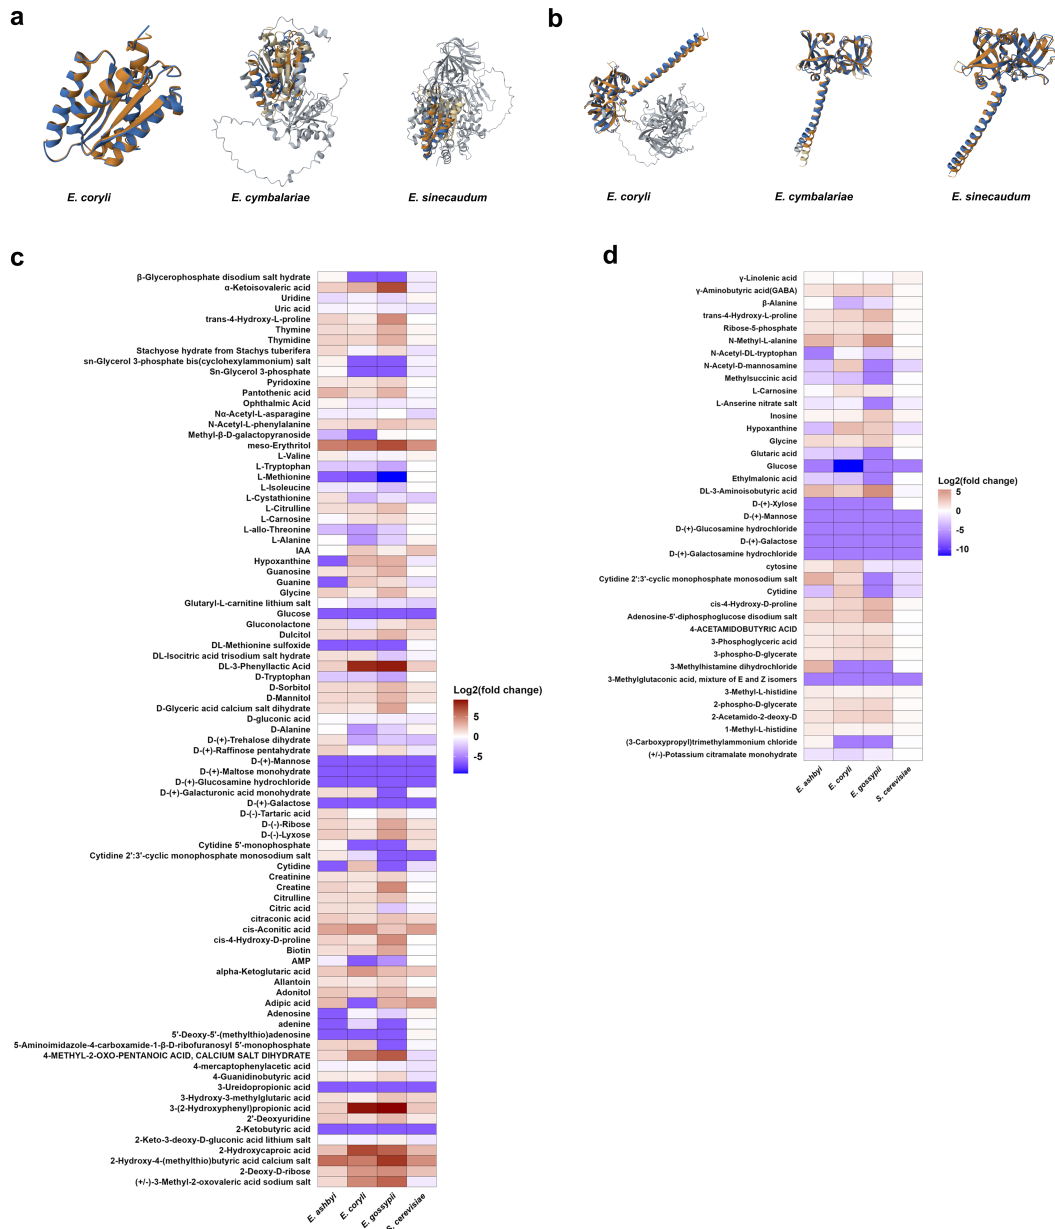 a
b
E. coryli
E. cymbalariae
E. sinecaudum
E. coryli
E. cymbalariae
E. sinecaudum
c
β-Glycerophosphate disodium salt hydrate
α-Ketoisovaleric acid
Uridine
Uric acid
trans-4-Hydroxy-L-proline
Thymine
Thymidine
Stachyose hydrate from Stachys tuberifera
sn-Glycerol 3-phosphate bis(cyclohexylammonium) salt
Sn-Glycerol 3-phosphate
Pyridoxine
Pantothenic acid
Ophthalmic Acid
Nα-Acetyl-L-asparagine
N-Acetyl-L-phenylalanine
Methyl-β-D-galactopyranoside
meso-Erythritol
L-Valine
L-Tryptophan
L-Methionine
L-Isoleucine
L-Cystathionine
L-Citrulline
L-Carnosine
L-allo-Threonine
L-Alanine
IAA
Hypoxanthine
Guanosine
Guanine
Glycine
Glutaryl-L-carnitine lithium salt
Glucose
Gluconolactone
Dulcitol
DL-Methionine sulfoxide
DL-Isocitric acid trisodium salt hydrate
DL-3-Phenyllactic Acid
D-Tryptophan
D-Sorbitol
D-Mannitol
D-Glyceric acid calcium salt dihydrate
D-gluconic acid
D-Alanine
D-(+)-Trehalose dihydrate
D-(+)-Raffinose pentahydrate
D-(+)-Mannose
D-(+)-Maltose monohydrate
D-(+)-Glucosamine hydrochloride
D-(+)-Galacturonic acid monohydrate
D-(+)-Galactose
D-(-)-Tartaric acid
D-(-)-Ribose
D-(-)-Lyxose
Cytidine 5'-monophosphate
Cytidine 2':3'-cyclic monophosphate monosodium salt
Cytidine
Creatinine
Creatine
Citrulline
Citric acid
citraconic acid
cis-Aconitic acid
cis-4-Hydroxy-D-proline
Biotin
AMP
alpha-Ketoglutaric acid
Allantoin
Adonitol
Adipic acid
Adenosine
adenine
5'-Deoxy-5'-(methylthio)adenosine
5-Aminoimidazole-4-carboxamide-1-β-D-ribofuranosyl 5'-monophosphate
4-METHYL-2-OXO-PENTANOIC ACID, CALCIUM SALT DIHYDRATE
4-mercaptophenylacetic acid
4-Guanidinobutyric acid
3-Ureidopropionic acid
3-Hydroxy-3-methylglutaric acid
3-(2-Hydroxyphenyl)propionic acid
2'-Deoxyuridine
2-Ketobutyric acid
2-Keto-3-deoxy-D-gluconic acid lithium salt
2-Hydroxycaproic acid
2-Hydroxy-4-(methylthio)butyric acid calcium salt
2-Deoxy-D-ribose
(+/-)-3-Methyl-2-oxovaleric acid sodium salt
E. ashbyi
E. coryli
E. gossypii
S. cerevisiae
Log2(fold change)
5
0
-5
d
γ-Linolenic acid
γ-Aminobutyric acid(GABA)
β-Alanine
trans-4-Hydroxy-L-proline
Ribose-5-phosphate
N-Methyl-L-alanine
N-Acetyl-DL-tryptophan
N-Acetyl-D-mannosamine
Methylsuccinic acid
L-Carnosine
L-Anserine nitrate salt
Inosine
Hypoxanthine
Glycine
Glutaric acid
Glucose
Ethylmalonic acid
DL-3-Aminoisobutyric acid
D-(+)-Xylose
D-(+)-Mannose
D-(+)-Glucosamine hydrochloride
D-(+)-Galactose
D-(+)-Galactosamine hydrochloride
cytosine
Cytidine 2':3'-cyclic monophosphate monosodium salt
Cytidine
cis-4-Hydroxy-D-proline
Adenosine-5'-diphosphoglucose disodium salt
4-ACETAMIDOBUTYRIC ACID
3-Phosphoglyceric acid
3-phospho-D-glycerate
3-Methylhistamine dihydrochloride
3-Methylglutaconic acid, mixture of E and Z isomers
3-Methyl-L-histidine
2-phospho-D-glycerate
2-Acetamido-2-deoxy-D
1-Methyl-L-histidine
(3-Carboxypropyl)trimethylammonium chloride
(+/-)-Potassium citramalate monohydrate
E. ashbyi
E. coryli
E. gossypii
S. cerevisiae
Log2(fold change)
5
0
-5
-10